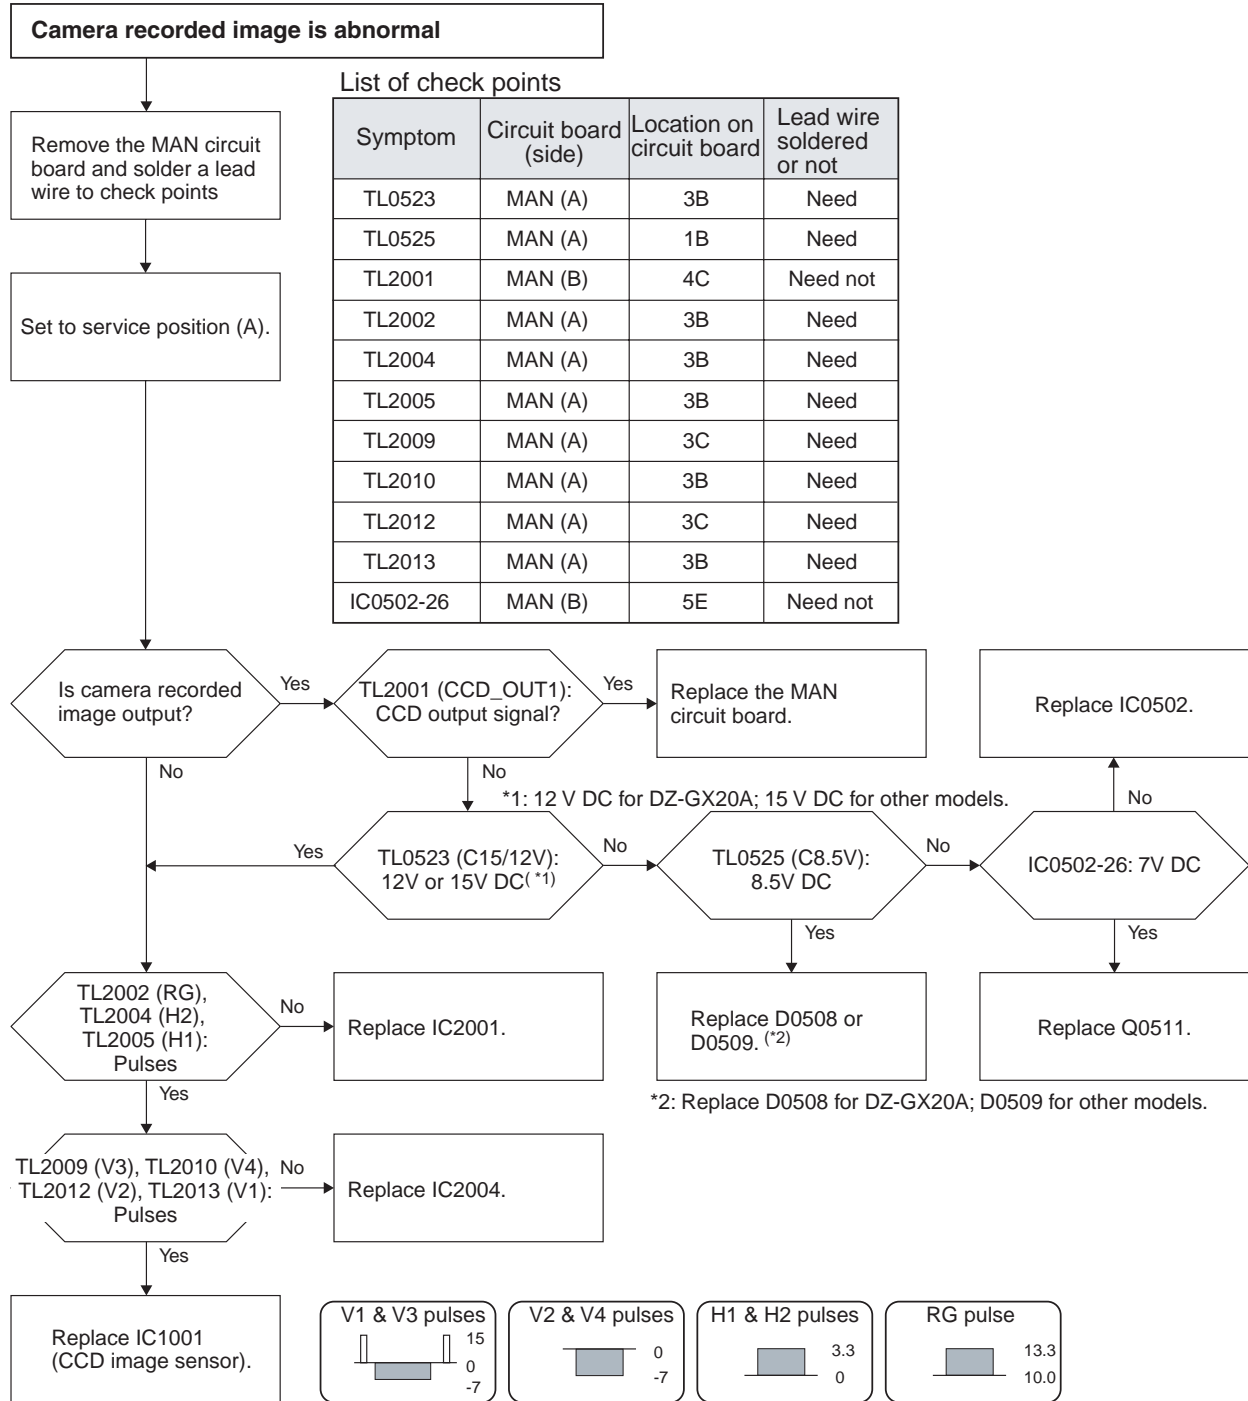 Camera recorded image is abnormal
Remove the MAN circuit
board and solder a lead
wire to check points
Set to service position (A).
List of check points
Symptom
Circuit board
(side)
Location on
circuit board
Lead wire
soldered
or not
TL0523 MAN (A) 3B Need
TL0525 MAN (A) 1B Need
TL2001 MAN (B) 4C Need not
TL2002 MAN (A) 3B Need
TL2004 MAN (A) 3B Need
TL2005 MAN (A) 3B Need
TL2009 MAN (A) 3C Need
TL2010 MAN (A) 3B Need
TL2012 MAN (A) 3C Need
TL2013 MAN (A) 3B Need
IC0502-26 MAN (B) 5E Need not
Is camera recorded
image output?
Yes
No
TL2001 (CCD_OUT1):
CCD output signal?
Yes
No
Replace the MAN
circuit board.
Replace IC0502.
*1: 12 V DC for DZ-GX20A; 15 V DC for other models.
TL0523 (C15/12V):
12V or 15V DC( *1)
Yes
No
TL0525 (C8.5V):
8.5V DC
No
Yes
IC0502-26: 7V DC
No
Yes
Replace D0508 or
D0509. (*2)
Replace Q0511.
*2: Replace D0508 for DZ-GX20A; D0509 for other models.
TL2002 (RG),
TL2004 (H2),
TL2005 (H1):
Pulses
No
Yes
Replace IC2001.
TL2009 (V3), TL2010 (V4),
TL2012 (V2), TL2013 (V1):
Pulses
No
Yes
Replace IC2004.
Replace IC1001
(CCD image sensor).
V1 & V3 pulses
15
0
-7
V2 & V4 pulses
0
-7
H1 & H2 pulses
3.3
0
RG pulse
13.3
10.0